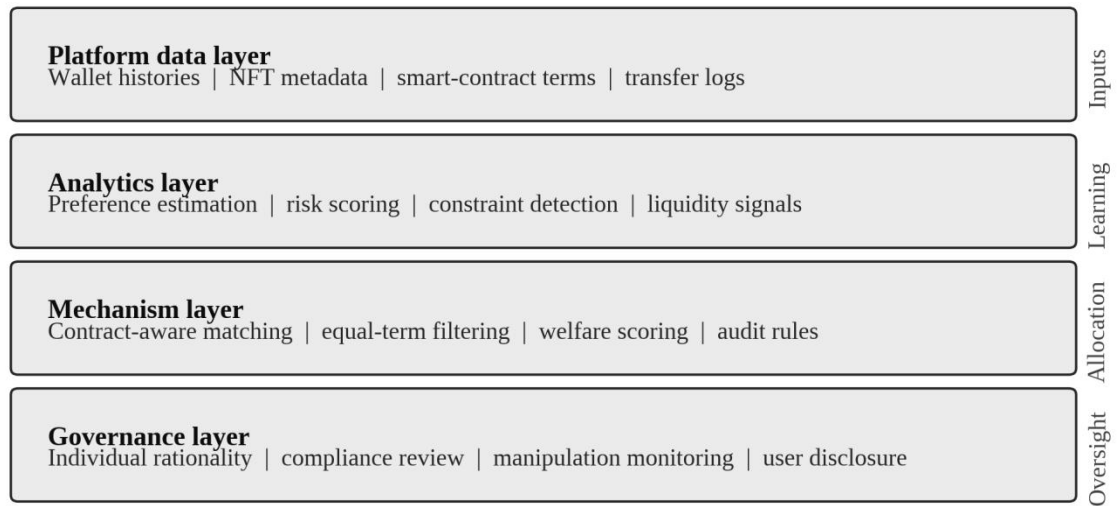 Platform data layer
Wallet histories | NFT metadata | smart-contract terms | transfer logs
Inputs
Analytics layer
Preference estimation | risk scoring | constraint detection | liquidity signals
Learning
Mechanism layer
Contract-aware matching | equal-term filtering | welfare scoring | audit rules
Allocation
Governance layer
Individual rationality | compliance review | manipulation monitoring | user disclosure
Oversight